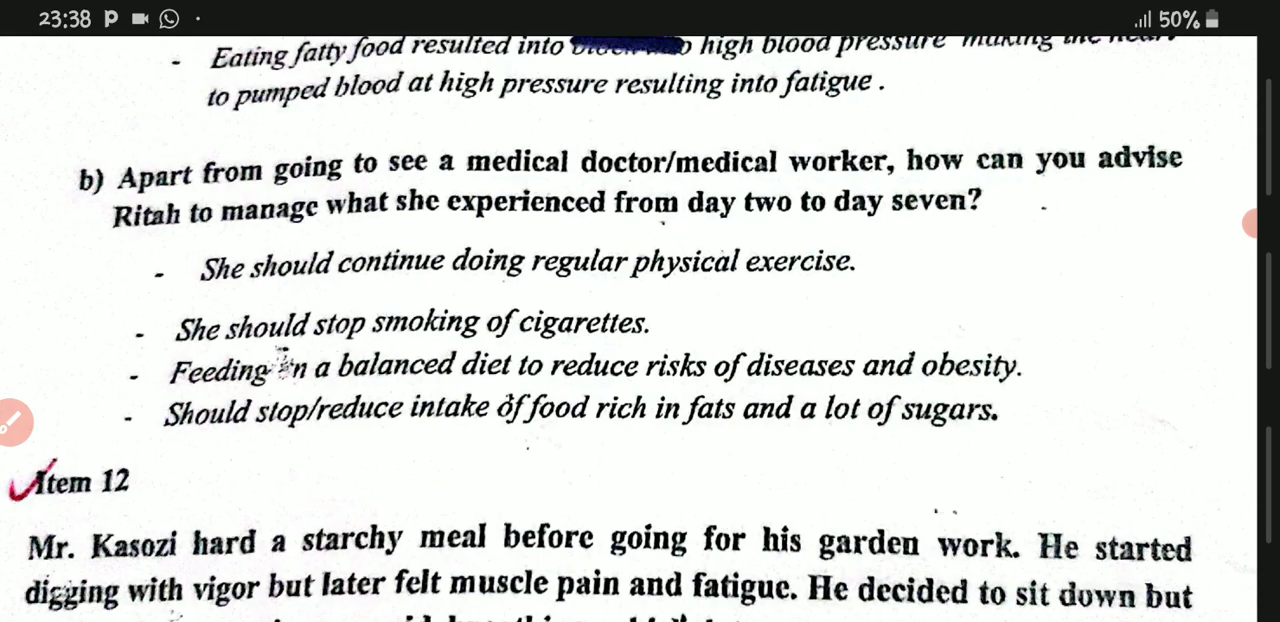 23:38 P 50%
- Eating fatty food resulted into high blood pressure making the
to pumped blood at high pressure resulting into fatigue .
b) Apart from going to see a medical doctor/medical worker, how can you advise
Ritah to manage what she experienced from day two to day seven?
- She should continue doing regular physical exercise.
- She should stop smoking of cigarettes.
- Feeding a balanced diet to reduce risks of diseases and obesity.
- Should stop/reduce intake of food rich in fats and a lot of sugars.
Item 12
Mr. Kasozi hard a starchy meal before going for his garden work. He started
digging with vigor but later felt muscle pain and fatigue. He decided to sit down but